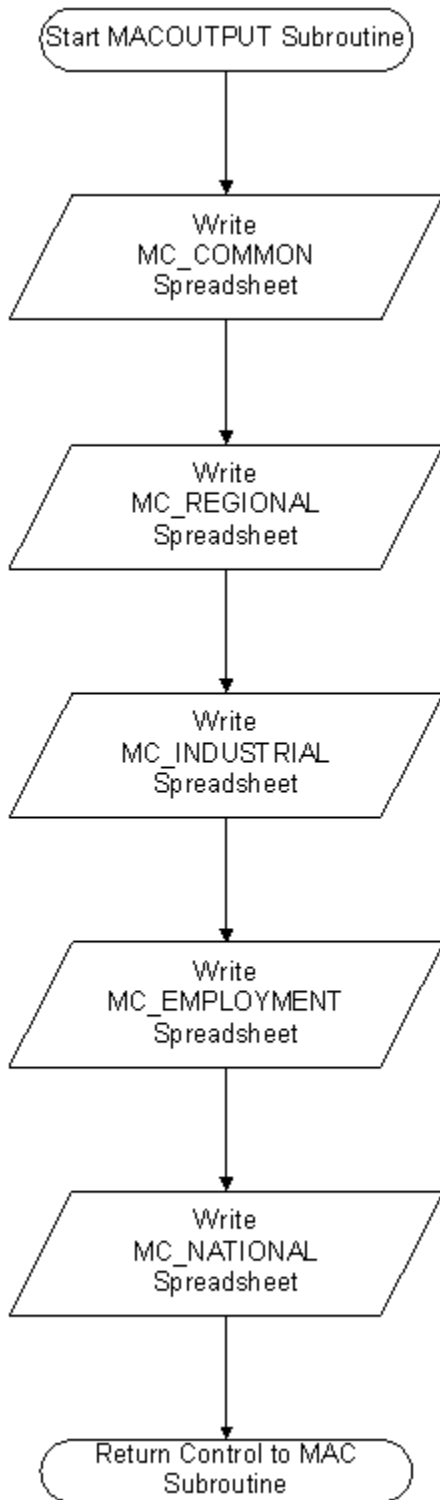 Start MACOUTPUT Subroutine
Write
MC_COMMON
Spreadsheet
Write
MC_REGIONAL
Spreadsheet
Write
MC_INDUSTRIAL
Spreadsheet
Write
MC_EMPLOYMENT
Spreadsheet
Write
MC_NATIONAL
Spreadsheet
Return Control to MAC
Subroutine